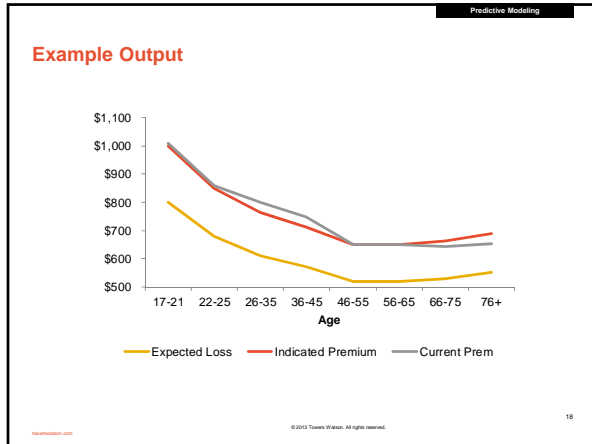 Predictive Modeling
Example Output
$1,100
$1,000
$900
$800
$700
$600
$500
17-21 22-25 26-35 36-45 46-55 56-65 66-75 76+
Age
Expected Loss Indicated Premium Current Prem
18
towerswatson.com
© 2013 Towers Watson. All rights reserved.